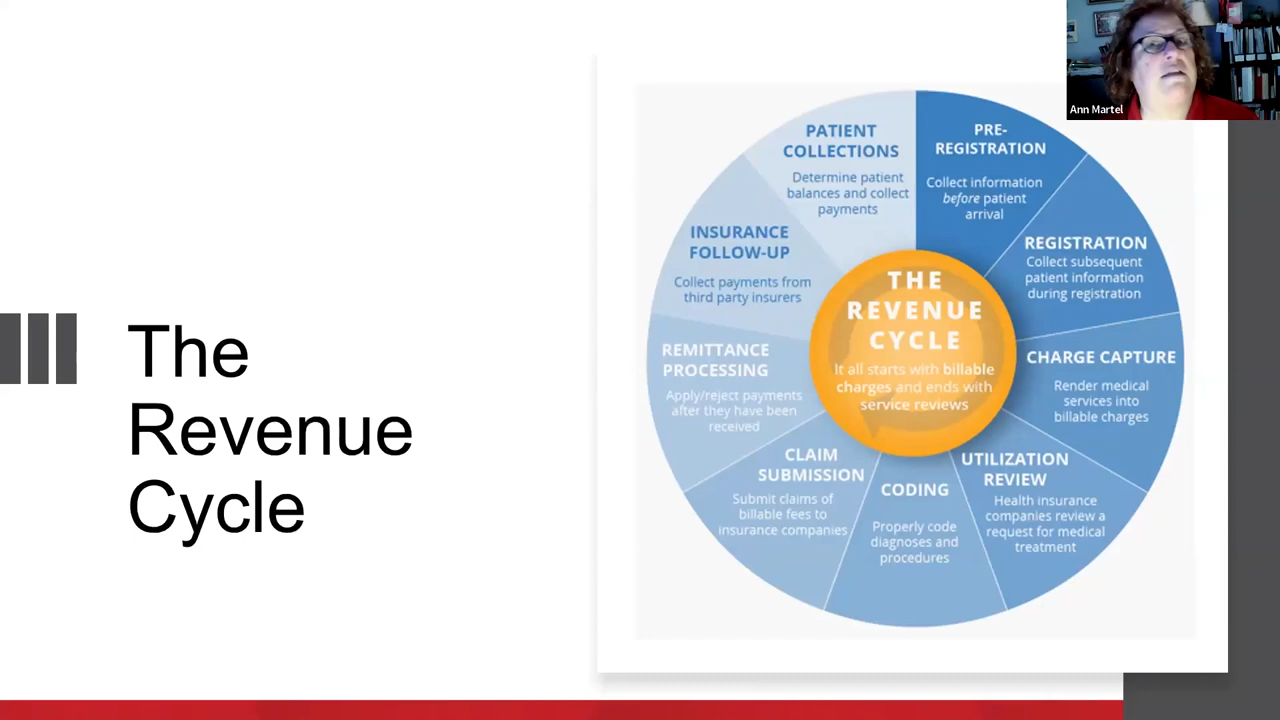 The
Revenue
Cycle
PRE-
REGISTRATION
Collect information
before patient
arrival
REGISTRATION
Collect subsequent
patient information
during registration
CHARGE CAPTURE
Render medical
services into
billable charges
UTILIZATION
REVIEW
Health insurance
companies review a
request for medical
treatment
CODING
Properly code
diagnoses and
procedures
CLAIM
SUBMISSION
Submit claims of
billable fees to
insurance companies
REMITTANCE
PROCESSING
Apply/reject payments
after they have been
received
INSURANCE
FOLLOW-UP
Collect payments from
third party insurers
PATIENT
COLLECTIONS
Determine patient
balances and collect
payments
THE
REVENUE
CYCLE
It all starts with billable
charges and ends with
service reviews
Ann Martel